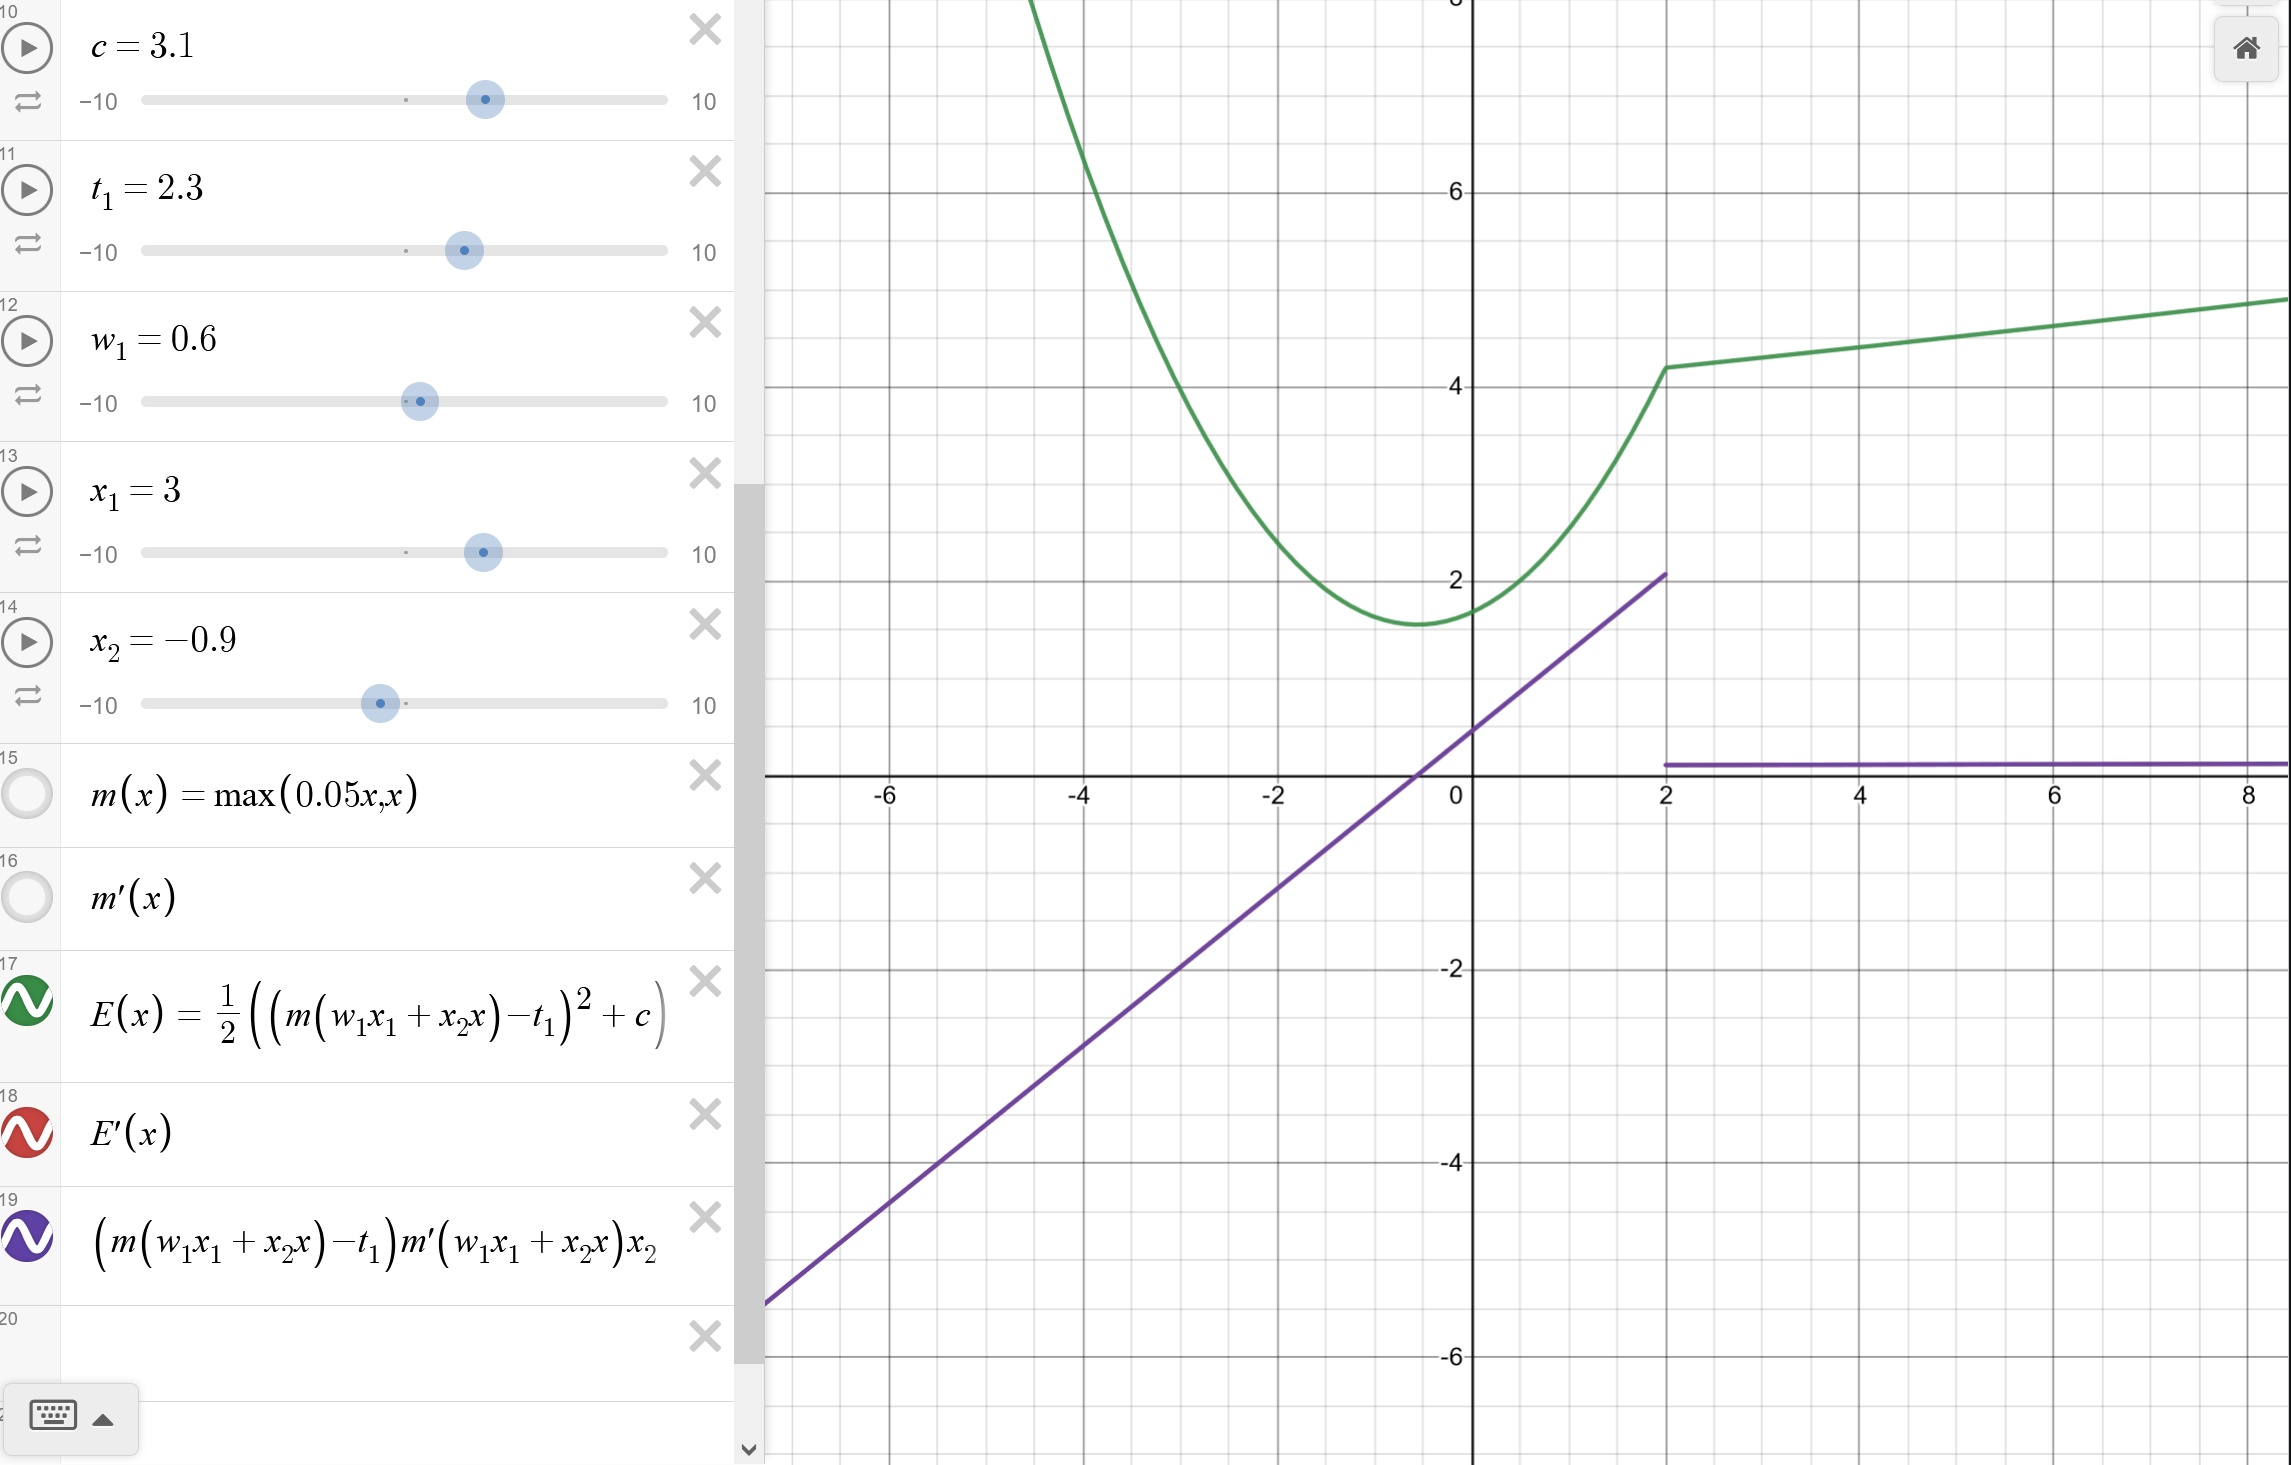 10
c = 3.1
−10 10
11
t₁ = 2.3
−10 10
12
w₁ = 0.6
−10 10
13
x₁ = 3
−10 10
14
x₂ = −0.9
−10 10
15
m(x) = max(0.05x,x)
16
m′(x)
17
E(x) = 1/2((m(w₁x₁ + x₂x)−t₁)² + c)
18
E′(x)
19
(m(w₁x₁ + x₂x)−t₁)m′(w₁x₁ + x₂x)x₂
20
6
4
2
-6 -4 -2 0 2 4 6 8
-2
-4
-6